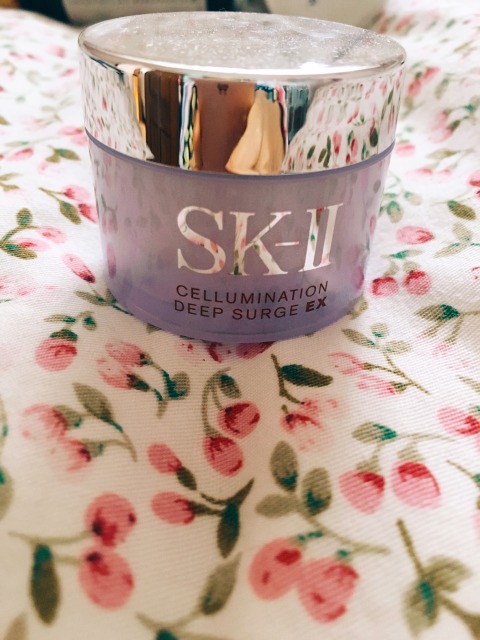 SK-II
CELLUMINATION
DEEP SURGE EX